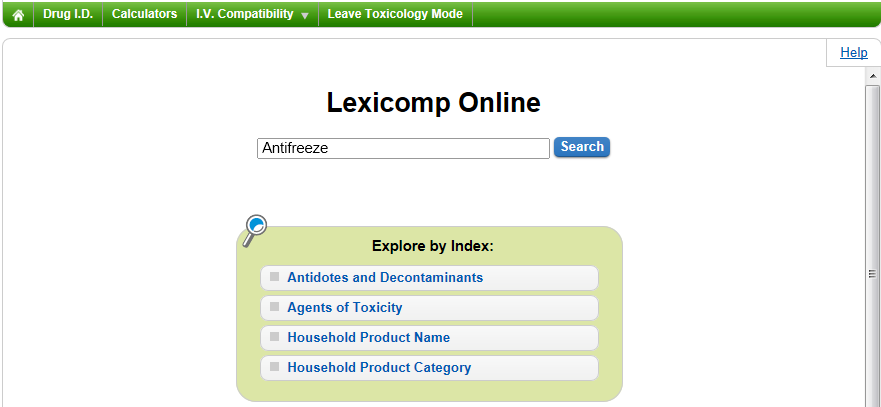 Drug I.D. Calculators I.V. Compatibility Leave Toxicology Mode
Help
Lexicomp Online
Antifreeze Search
Explore by Index:
Antidotes and Decontaminants
Agents of Toxicity
Household Product Name
Household Product Category